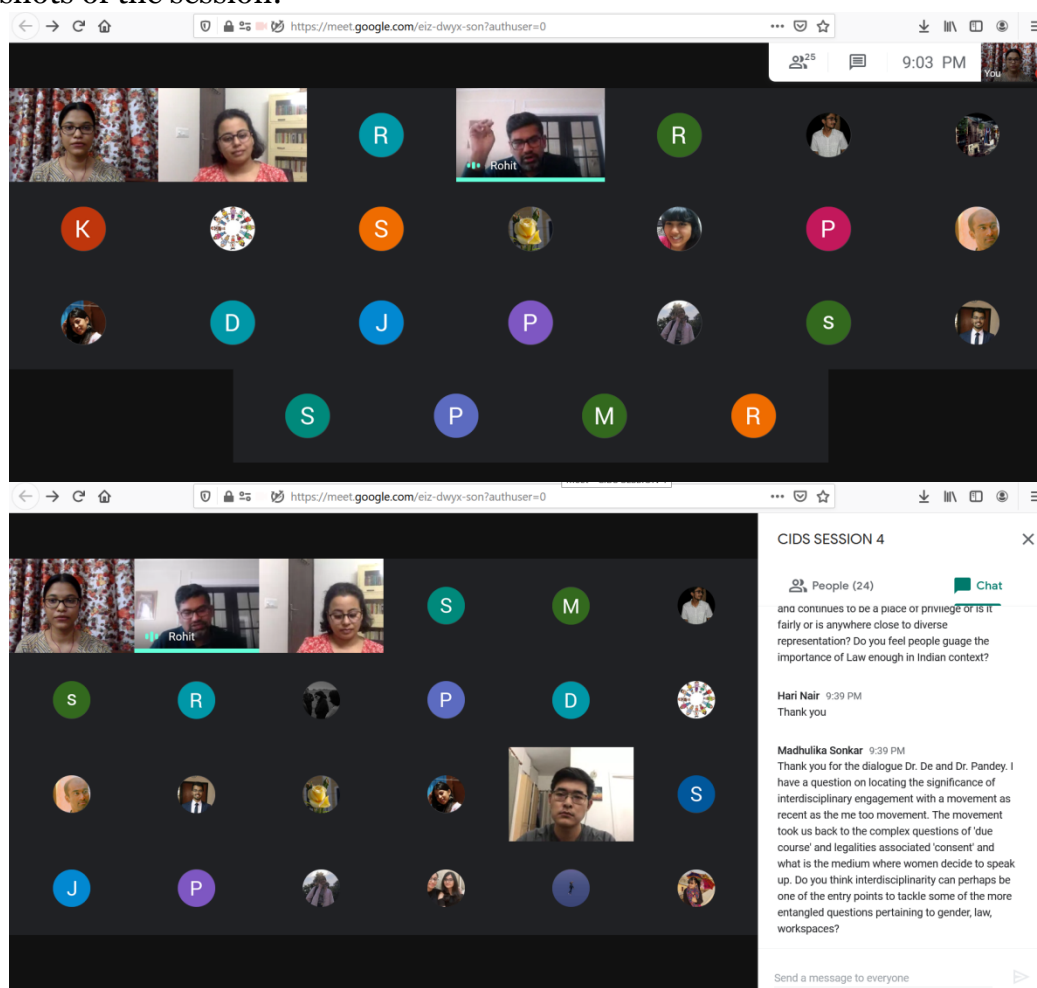 shots of the session.
https://meet.google.com/eiz-dwyx-son?authuser=0
25
9:03 PM
You
R
Rohit
R
K
S
P
D
J
P
s
S
P
M
R
https://meet.google.com/eiz-dwyx-son?authuser=0
CIDS SESSION 4
People (24)
Chat
and continues to be a place of privilege or is it
fairly or is anywhere close to diverse
representation? Do you feel people guage the
importance of Law enough in Indian context?
Rohit
S
M
Hari Nair 9:39 PM
Thank you
s
R
P
D
Madhulika Sonkar 9:39 PM
Thank you for the dialogue Dr. De and Dr. Pandey. I
have a question on locating the significance of
interdisciplinary engagement with a movement as
recent as the me too movement. The movement
took us back to the complex questions of 'due
course' and legalities associated 'consent' and
what is the medium where women decide to speak
up. Do you think interdisciplinarity can perhaps be
one of the entry points to tackle some of the more
entangled questions pertaining to gender, law,
workspaces?
S
J
P
Send a message to everyone